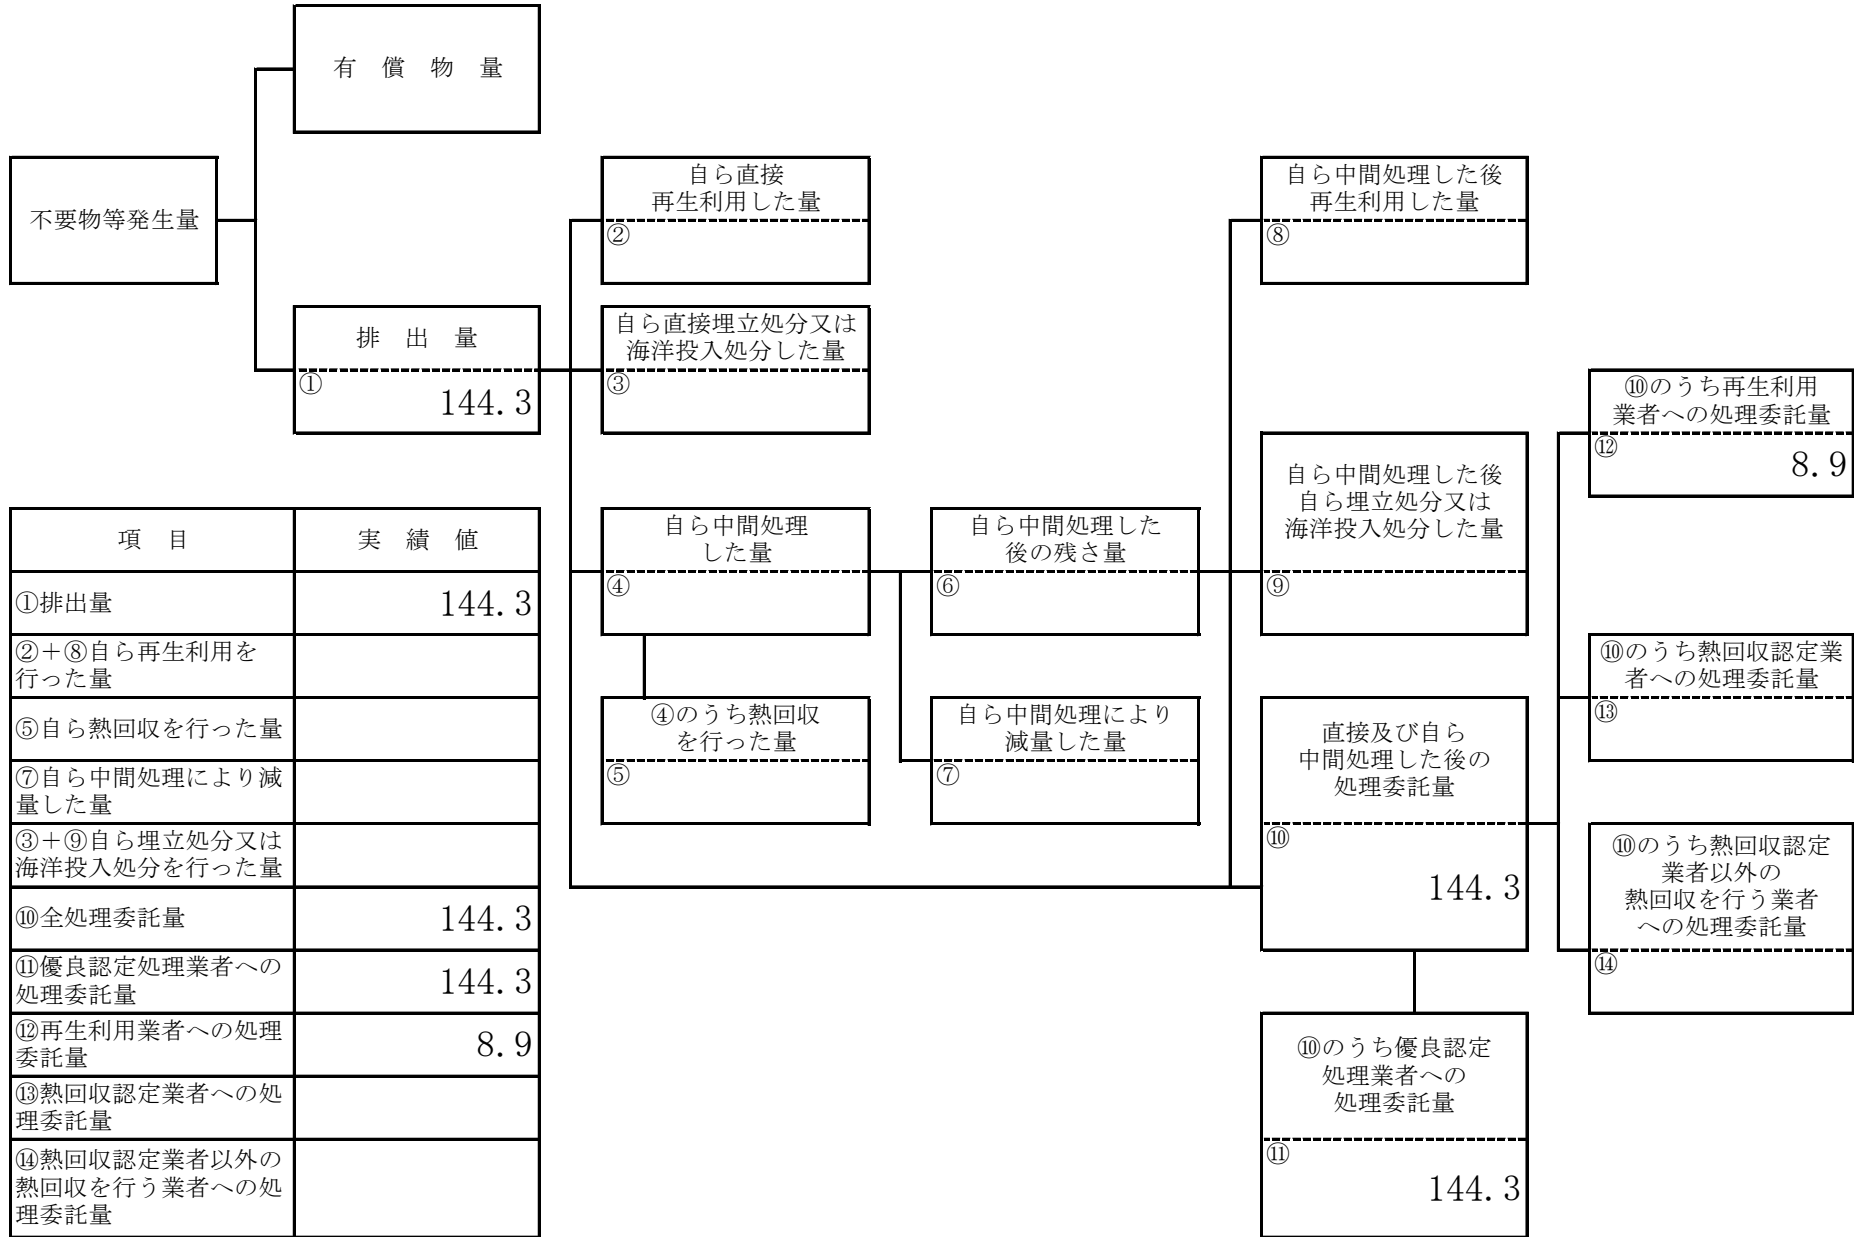 有　償　物　量
不要物等発生量
排　出　量
①
144.3
自ら直接
再生利用した量
②
自ら直接埋立処分又は
海洋投入処分した量
③
自ら中間処理
した量
④
④のうち熱回収
を行った量
⑤
自ら中間処理した
後の残さ量
⑥
自ら中間処理により
減量した量
⑦
自ら中間処理した後
再生利用した量
⑧
自ら中間処理した後
自ら埋立処分又は
海洋投入処分した量
⑨
直接及び自ら
中間処理した後の
処理委託量
⑩
144.3
⑩のうち優良認定
処理業者への
処理委託量
⑪
144.3
⑩のうち再生利用
業者への処理委託量
⑫
8.9
⑩のうち熱回収認定業
者への処理委託量
⑬
⑩のうち熱回収認定
業者以外の
熱回収を行う業者
への処理委託量
⑭
項　目　実　績　値
①排出量　144.3
②＋⑧自ら再生利用を
行った量
⑤自ら熱回収を行った量
⑦自ら中間処理により減
量した量
③＋⑨自ら埋立処分又は
海洋投入処分を行った量
⑩全処理委託量　144.3
⑪優良認定処理業者への
処理委託量　144.3
⑫再生利用業者への処理
委託量　8.9
⑬熱回収認定業者への処
理委託量
⑭熱回収認定業者以外の
熱回収を行う業者への処
理委託量